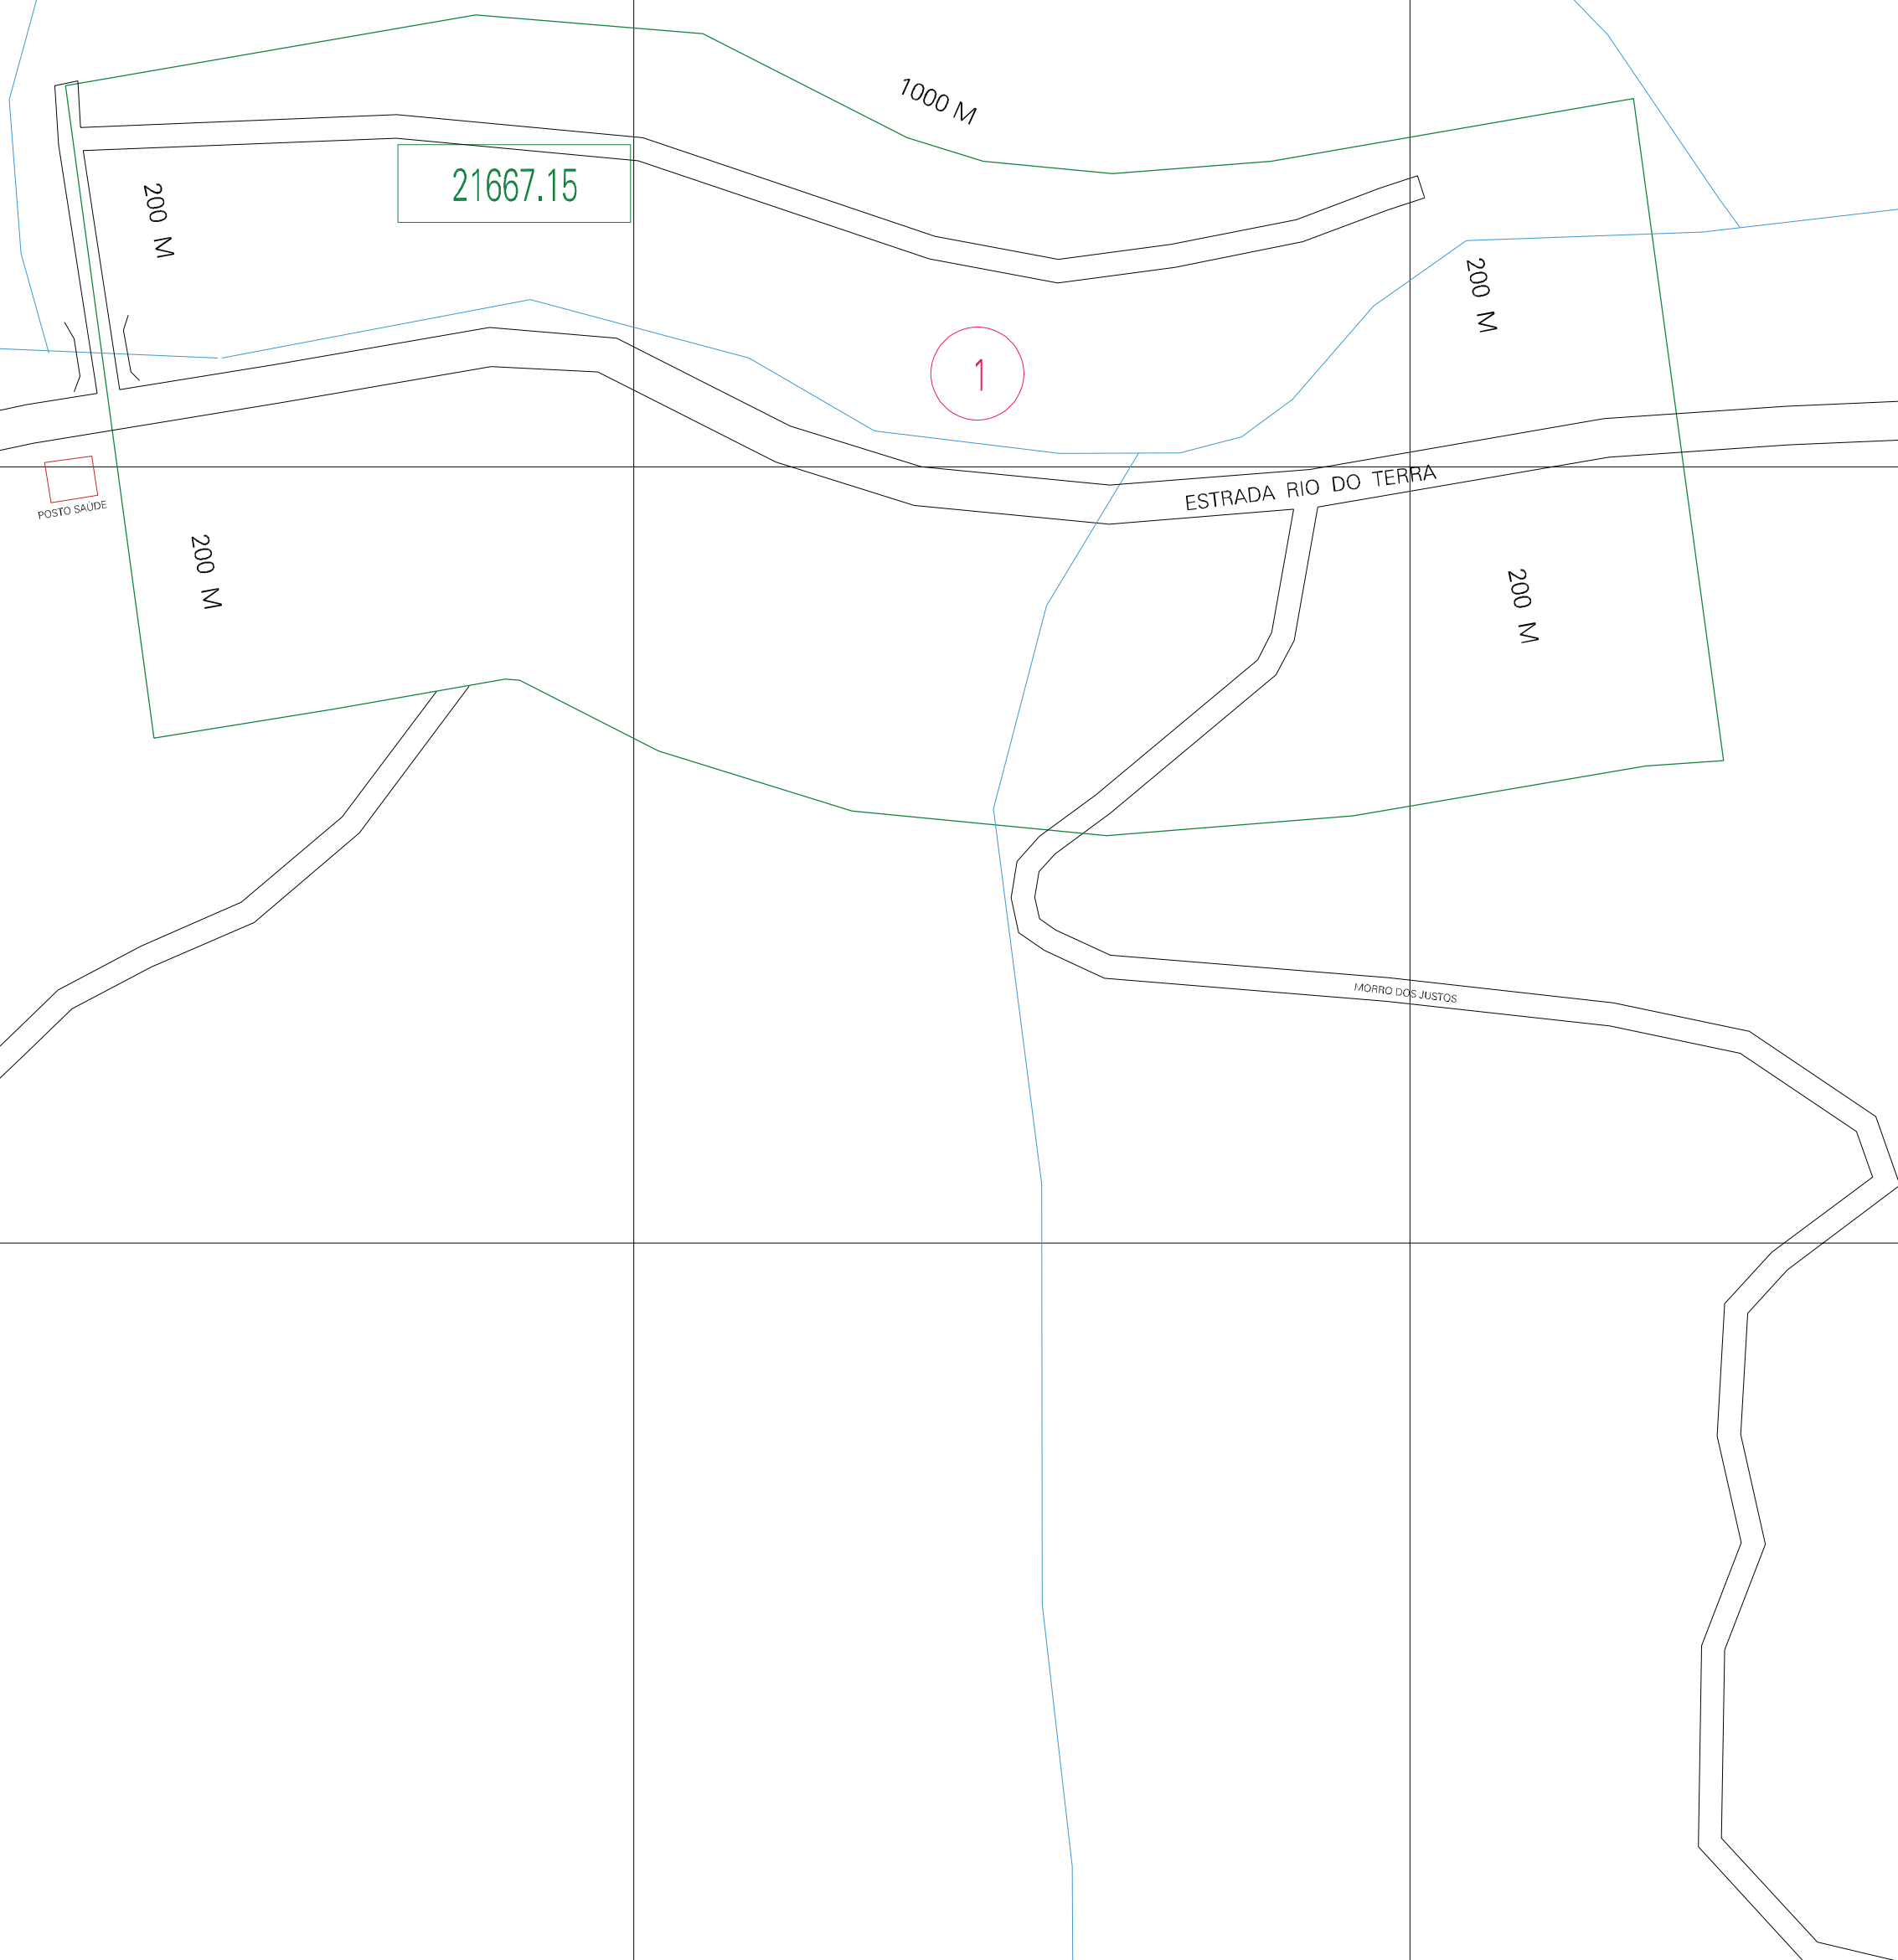 1000 M
21667.15
200 M
200 M
1
ESTRADA RIO DO TERRA
POSTO SAÚDE
200 M
200 M
MORRO DOS JUSTOS